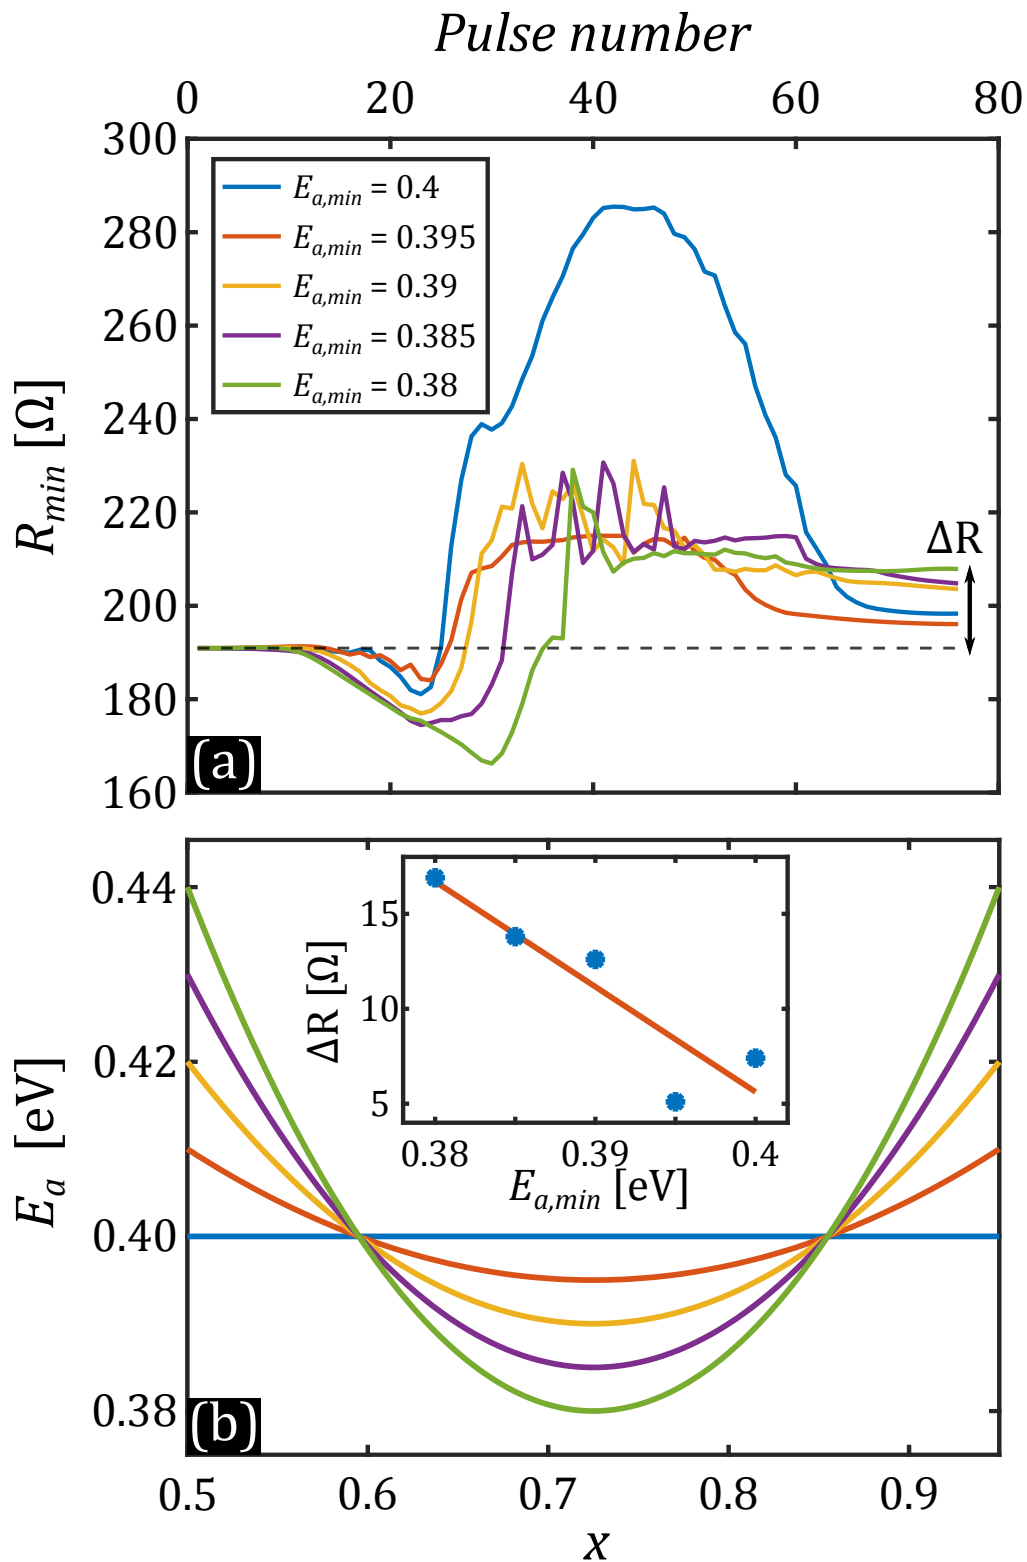 Pulse number
0 20 40 60 80
300
280
260
240
220
200
180
160
R_min [Ω]
E_a,min = 0.4
E_a,min = 0.395
E_a,min = 0.39
E_a,min = 0.385
E_a,min = 0.38
ΔR
(a)
0.44
0.42
0.40
0.38
E_a [eV]
15
10
5
ΔR [Ω]
0.38 0.39 0.4
E_a,min [eV]
(b)
0.5 0.6 0.7 0.8 0.9
x